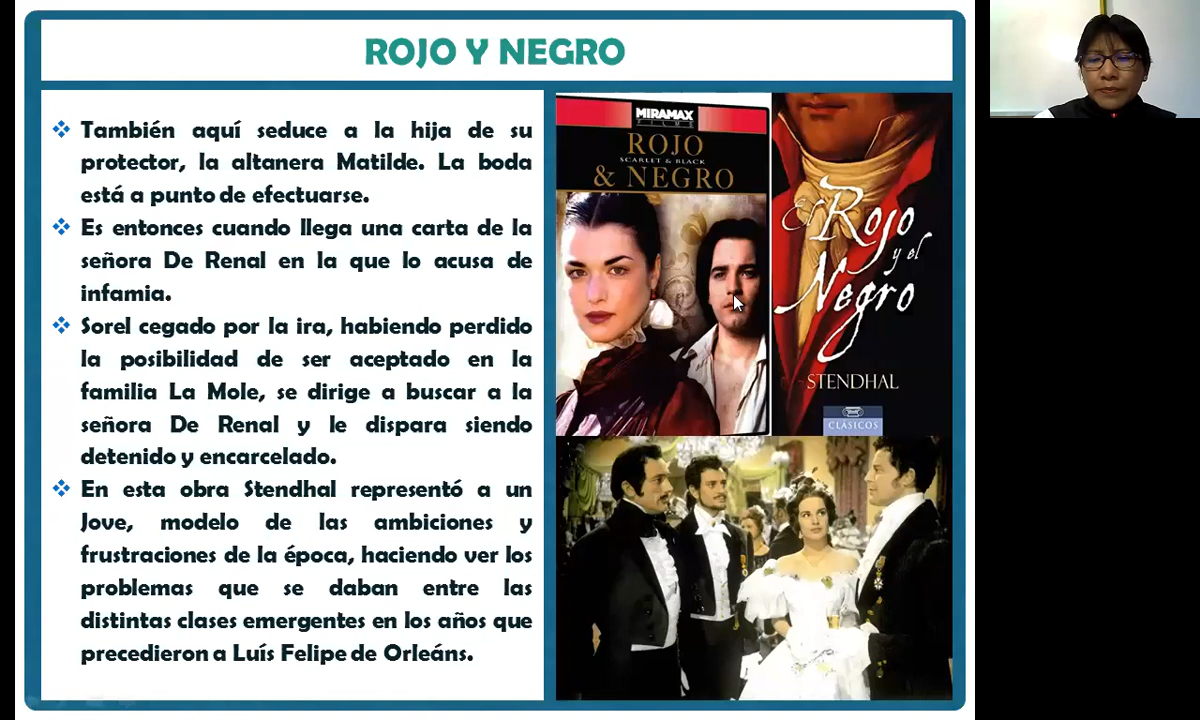 ROJO Y NEGRO
También aquí seduce a la hija de su
protector, la altanera Matilde. La boda
está a punto de efectuarse.
Es entonces cuando llega una carta de la
señora De Renal en la que lo acusa de
infamia.
Sorel cegado por la ira, habiendo perdido
la posibilidad de ser aceptado en la
familia La Mole, se dirige a buscar a la
señora De Renal y le dispara siendo
detenido y encarcelado.
En esta obra Stendhal representó a un
Jove, modelo de las ambiciones y
frustraciones de la época, haciendo ver los
problemas que se daban entre las
distintas clases emergentes en los años que
precedieron a Luís Felipe de Orleáns.
MIRAMAX
FILMS
ROJO
SCARLET & BLACK
& NEGRO
El Rojo
y el
Negro
STENDHAL
CLÁSICOS